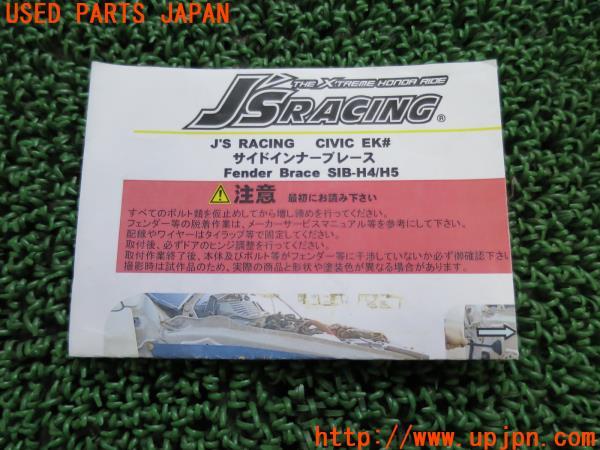 USED PARTS JAPAN
THE X'TREME HONDA RIDE
J'S RACING®
J'S RACING CIVIC EK#
サイドインナーブレース
Fender Brace SIB-H4/H5
注意 最初にお読み下さい
すべてのボルト類を仮止めしてから増し締めを行ってください。
フェンダー等の脱着作業は、メーカーサービスマニュアル等を参考にして下さい。
配線やワイヤーはタイラップ等で固定してください。
取付後、必ずドアのヒンジ調整を行ってください。
取付作業終了後、本体及びボルト等がフェンダー等に干渉していないか必ず御確認下さい
撮影時は試作品のため、実際の商品と形状や塗装色が異なる場合があります。
http://www.upjpn.com/